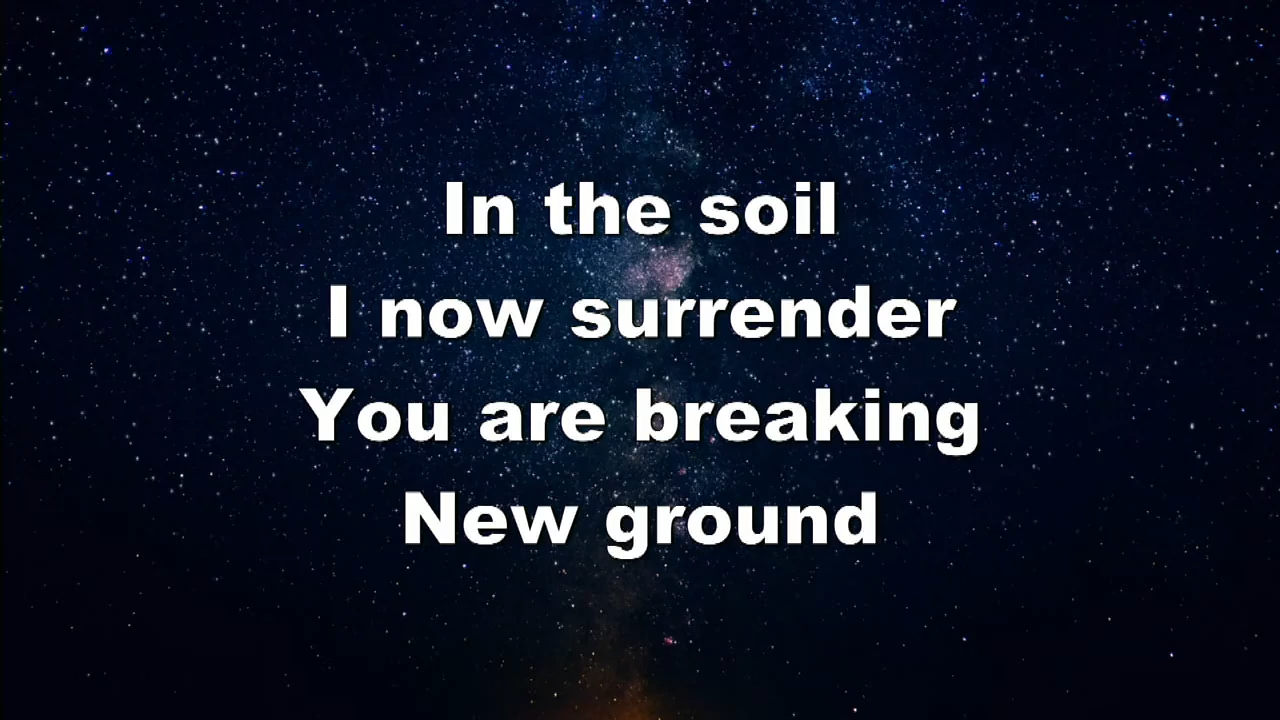 In the soil
I now surrender
You are breaking
New ground